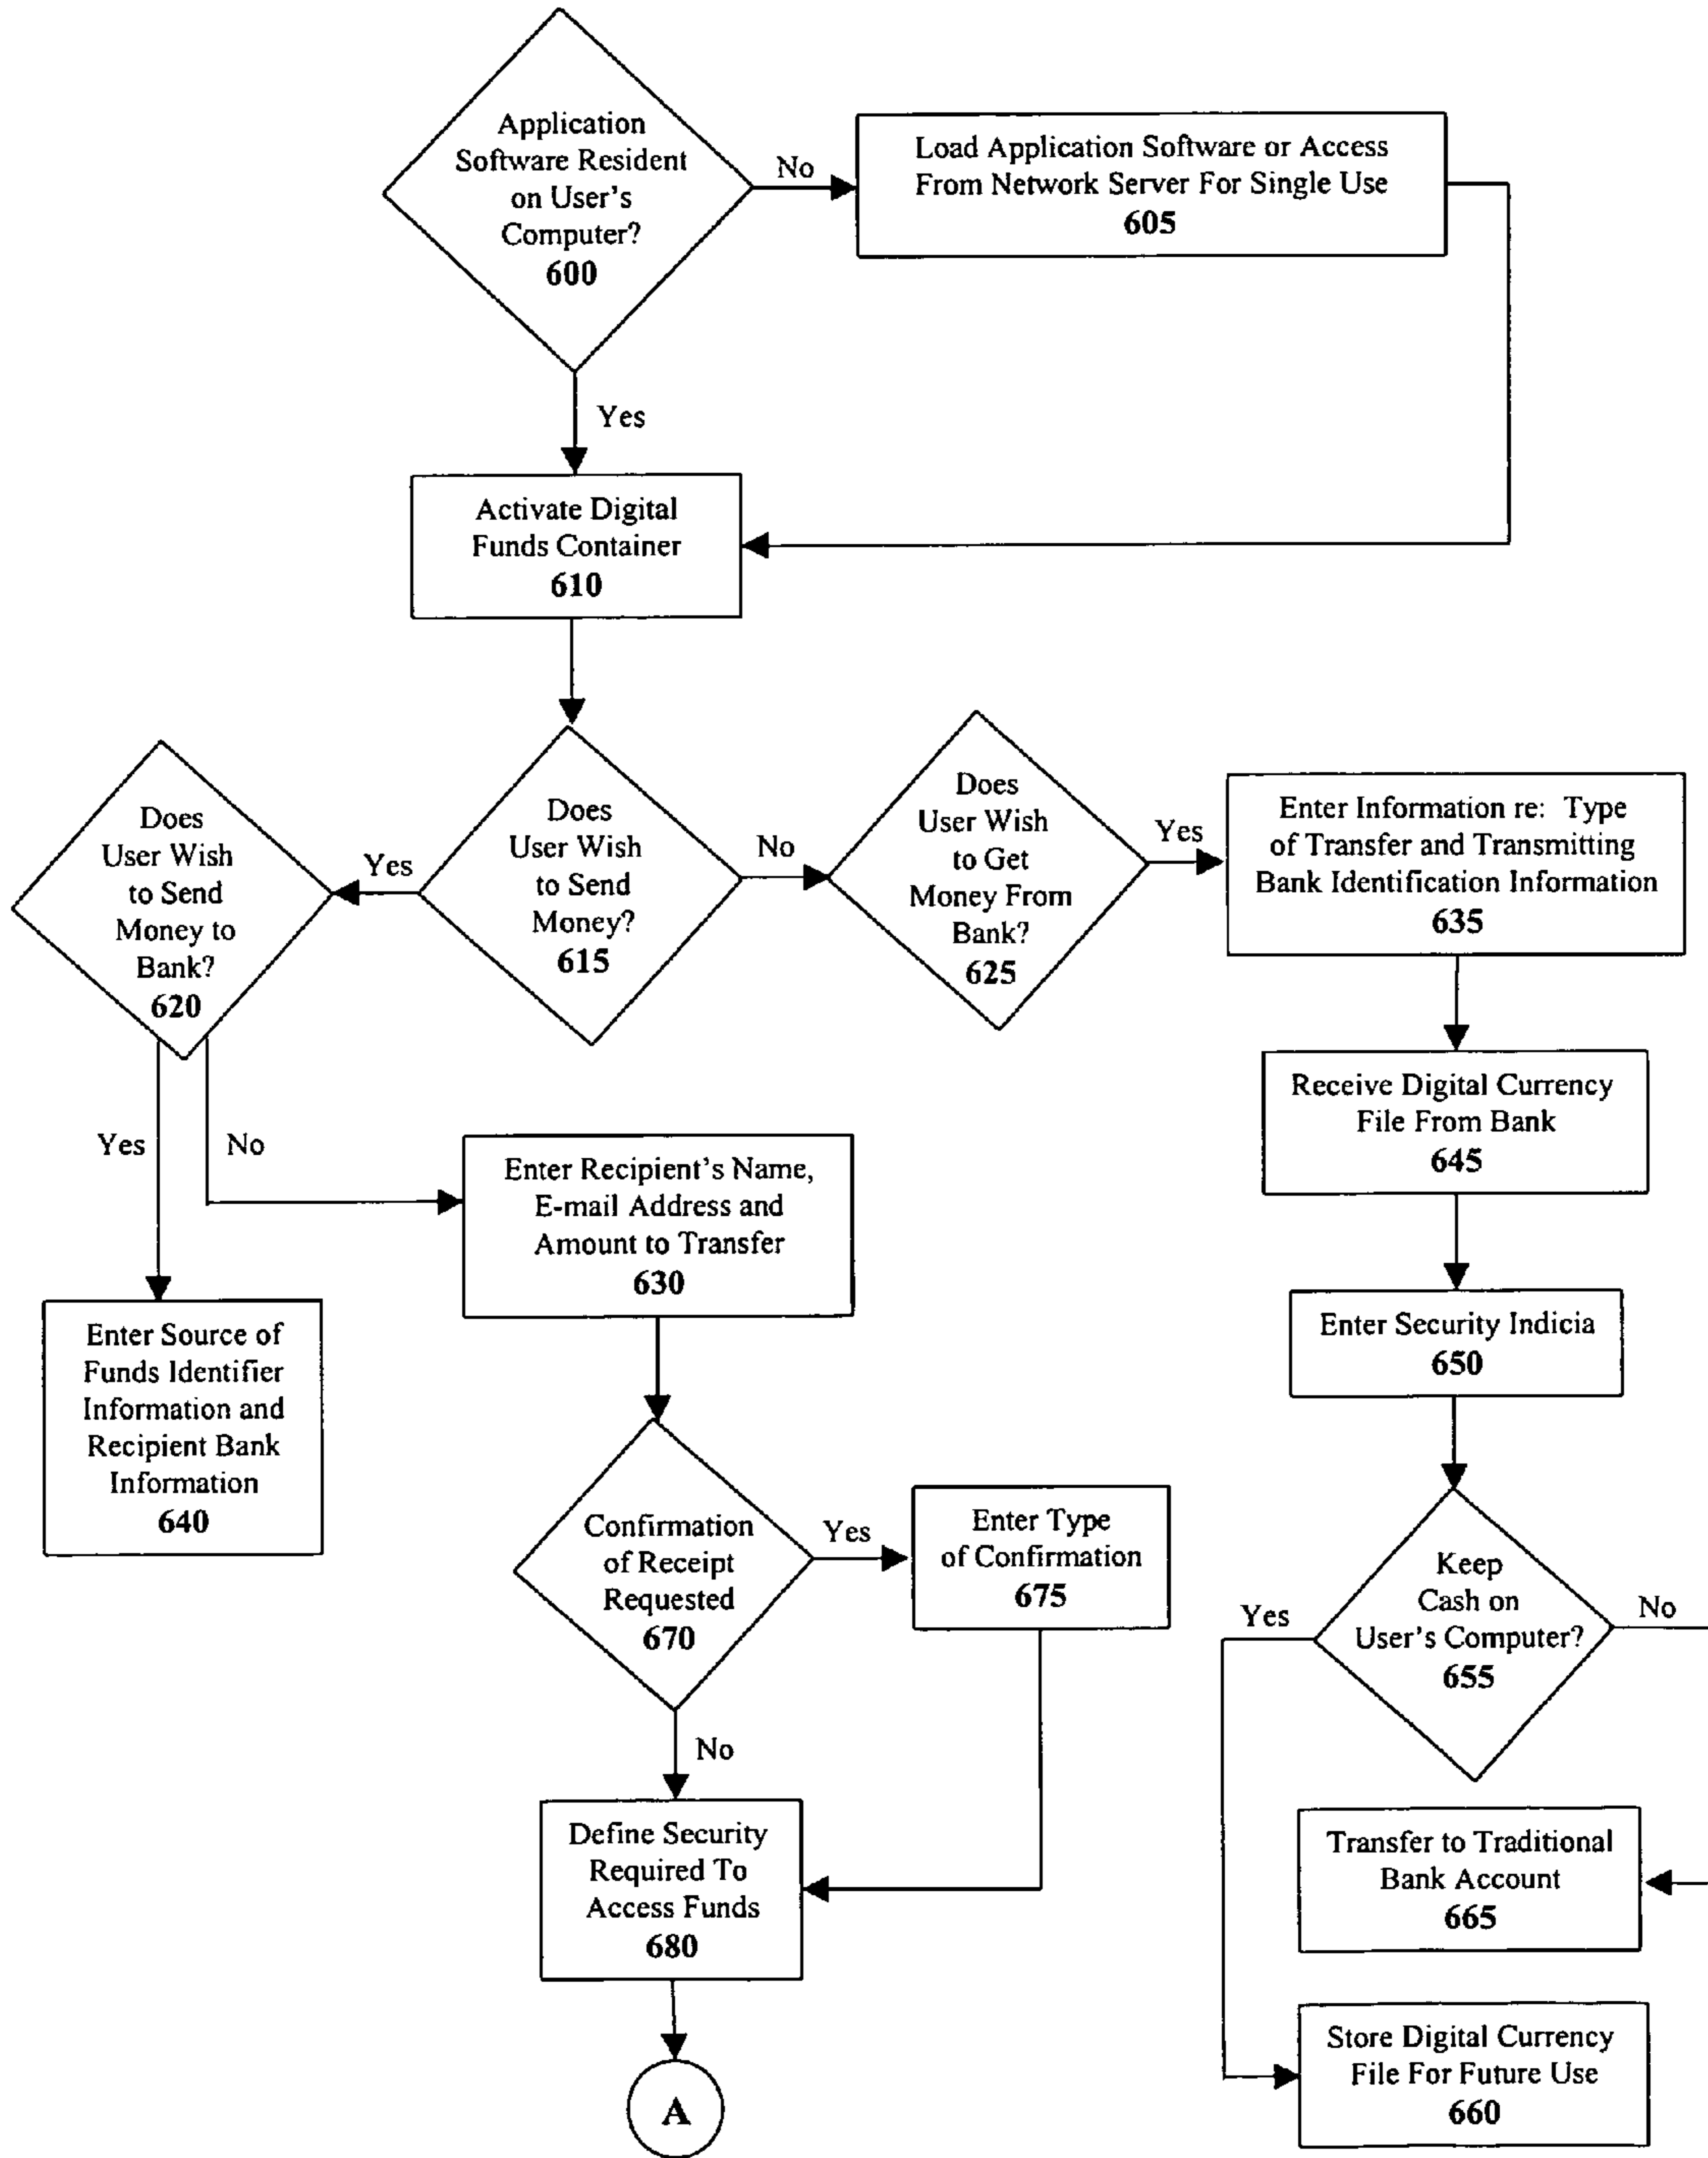 Application
Software Resident
on User's
Computer?
600
No
Load Application Software or Access
From Network Server For Single Use
605
Yes
Activate Digital
Funds Container
610
Does
User Wish
to Send
Money to
Bank?
620
Yes
Does
User Wish
to Send
Money?
615
No
Does
User Wish
to Get
Money From
Bank?
625
Yes
Enter Information re: Type
of Transfer and Transmitting
Bank Identification Information
635
Receive Digital Currency
File From Bank
645
Yes
No
Enter Recipient's Name,
E-mail Address and
Amount to Transfer
630
Enter Source of
Funds Identifier
Information and
Recipient Bank
Information
640
Enter Security Indicia
650
Confirmation
of Receipt
Requested
670
Yes
Enter Type
of Confirmation
675
Yes
Keep
Cash on
User's Computer?
655
No
No
Define Security
Required To
Access Funds
680
Transfer to Traditional
Bank Account
665
Store Digital Currency
File For Future Use
660
A